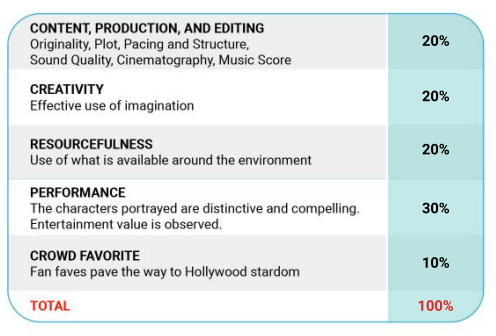 CONTENT, PRODUCTION, AND EDITING
Originality, Plot, Pacing and Structure,
Sound Quality, Cinematography, Music Score
20%
CREATIVITY
Effective use of imagination
20%
RESOURCEFULNESS
Use of what is available around the environment
20%
PERFORMANCE
The characters portrayed are distinctive and compelling.
Entertainment value is observed.
30%
CROWD FAVORITE
Fan faves pave the way to Hollywood stardom
10%
TOTAL
100%